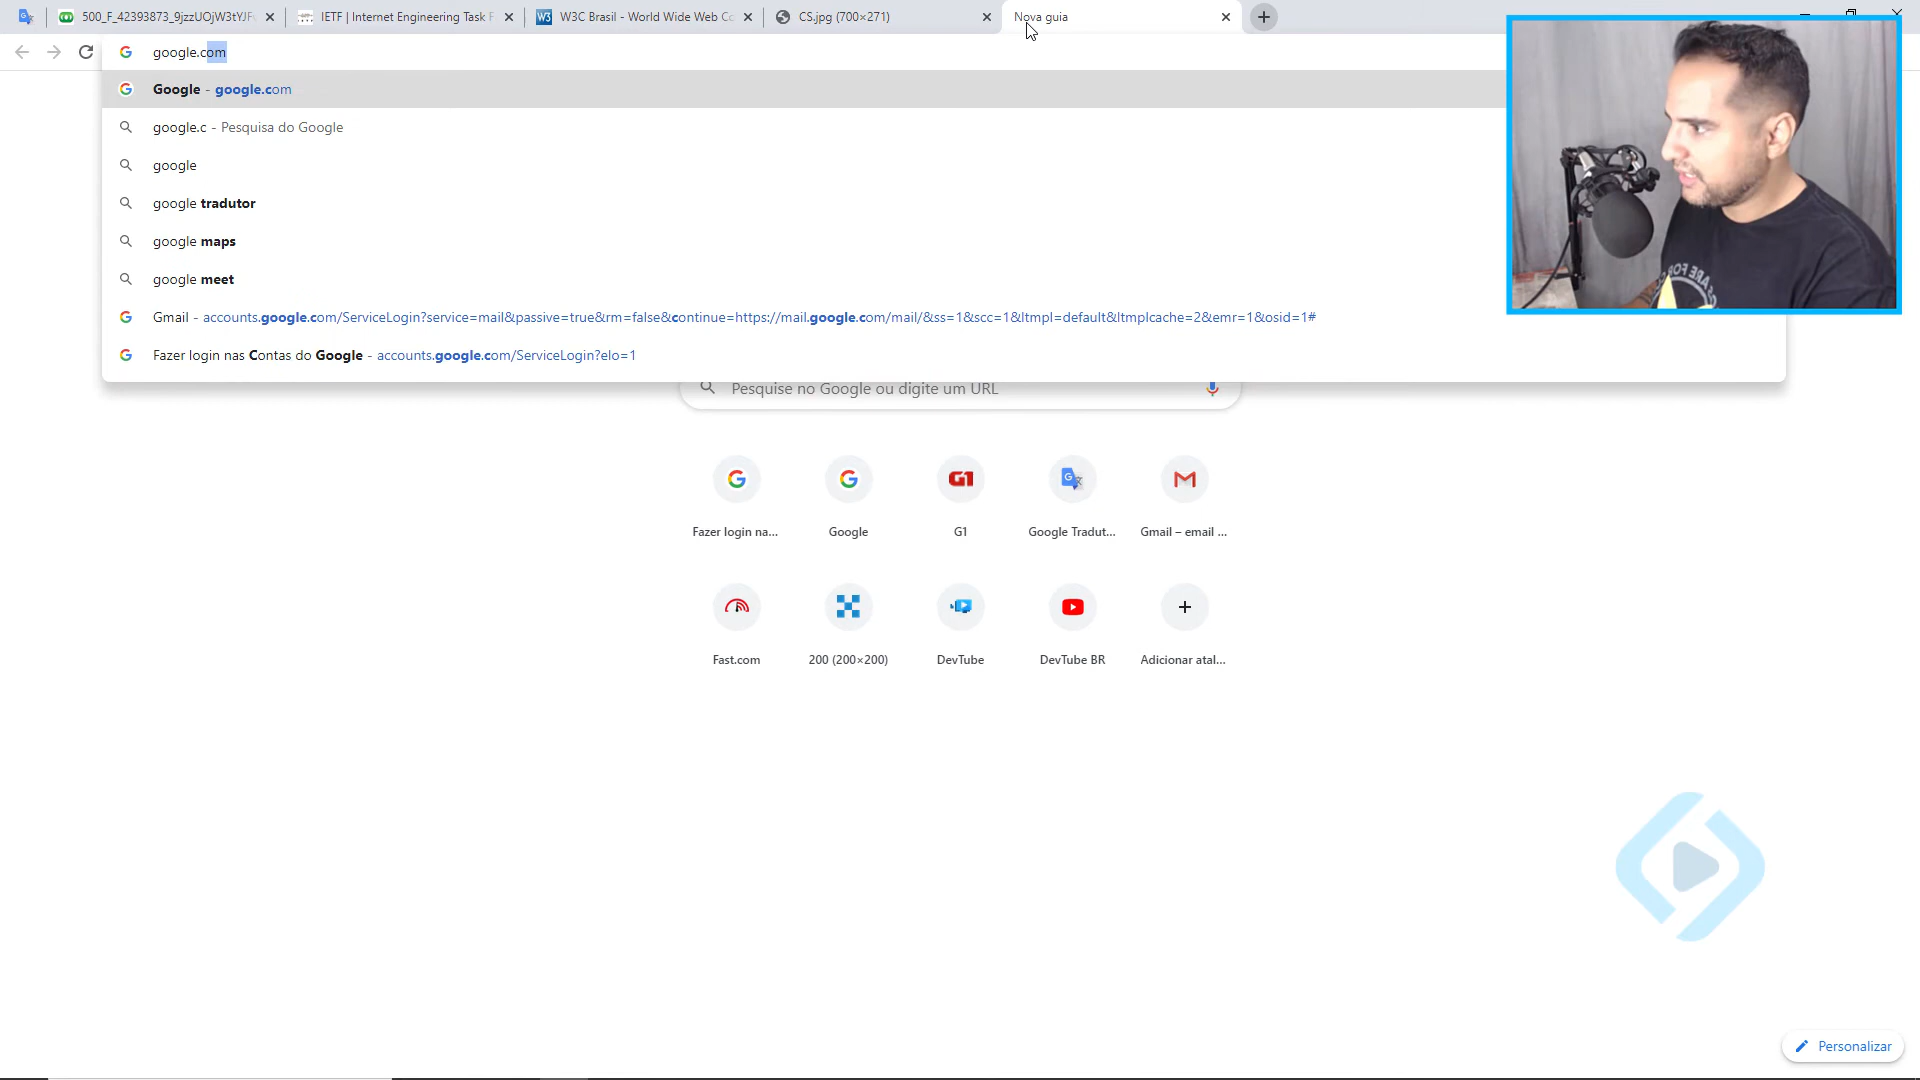 500_F_42393873_9jzzUOjW3tYJF
IETF | Internet Engineering Task F
W3C Brasil - World Wide Web Co
CS.jpg (700×271)
Nova guia
google.com
Google - google.com
google.c - Pesquisa do Google
google
google tradutor
google maps
google meet
Gmail - accounts.google.com/ServiceLogin?service=mail&passive=true&rm=false&continue=https://mail.google.com/mail/&ss=1&scc=1&ltmpl=default&ltmplcache=2&emr=1&osid=1#
Fazer login nas Contas do Google - accounts.google.com/ServiceLogin?elo=1
Pesquise no Google ou digite um URL
Fazer login na...
Google
G1
Google Tradut...
Gmail – email ...
Fast.com
200 (200×200)
DevTube
DevTube BR
Adicionar atal...
Personalizar